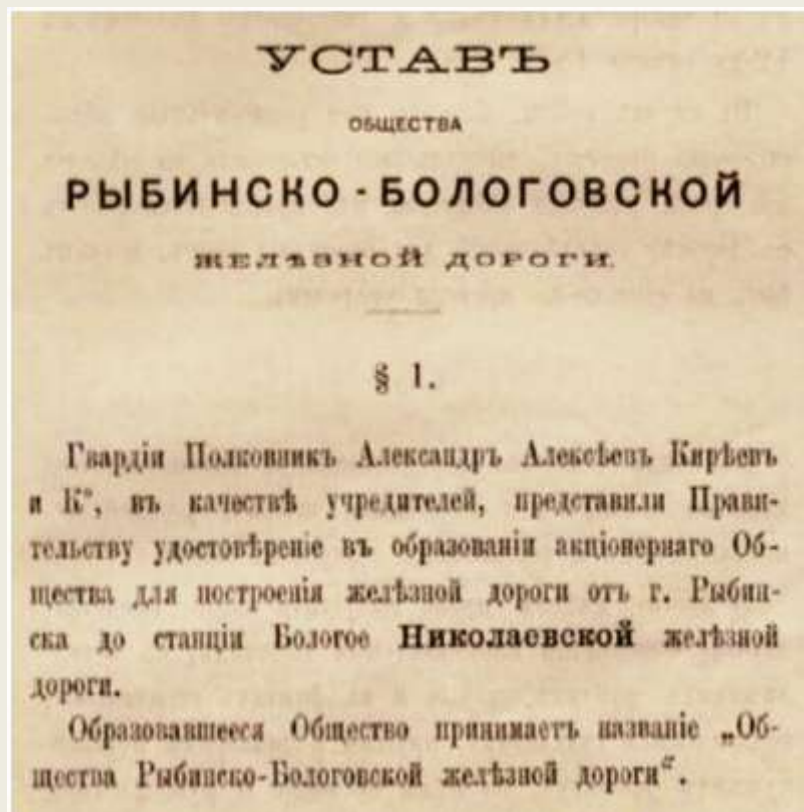 УСТАВЪ
ОБЩЕСТВА
РЫБИНСКО-БОЛОГОВСКОЙ
ЖЕЛѢЗНОЙ ДОРОГИ.
§ 1.
Гвардіи Полковникъ Александръ Алексѣевъ Кирѣевъ
и К°, въ качествѣ учредителей, представили Прави-
тельству удостовѣреніе въ образованіи акціонернаго Об-
щества для построенія желѣзной дороги отъ г. Рыбин-
ска до станціи Бологое Николаевской желѣзной
дороги.
Образовавшееся Общество принимаетъ названіе „Об-
щества Рыбинско-Бологовской желѣзной дороги“.